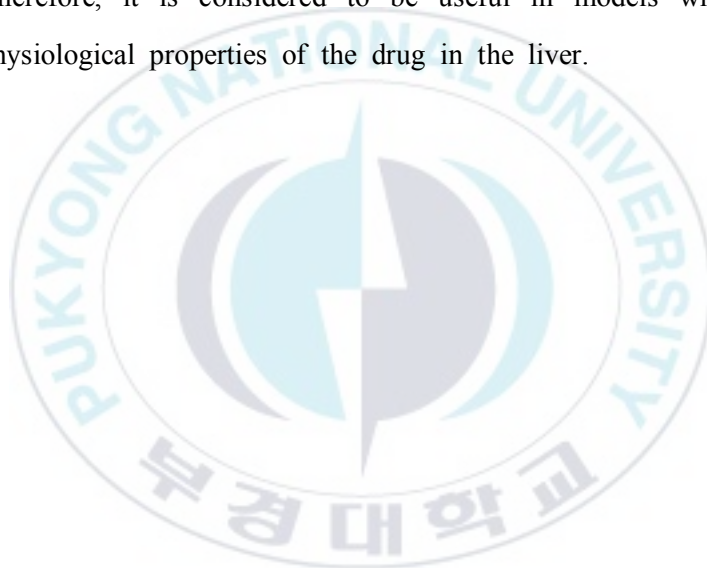 it is considered to be useful in models
properties of the drug in the liver.
PUKYONG NATIONAL UNIVERSITY
부경대학교